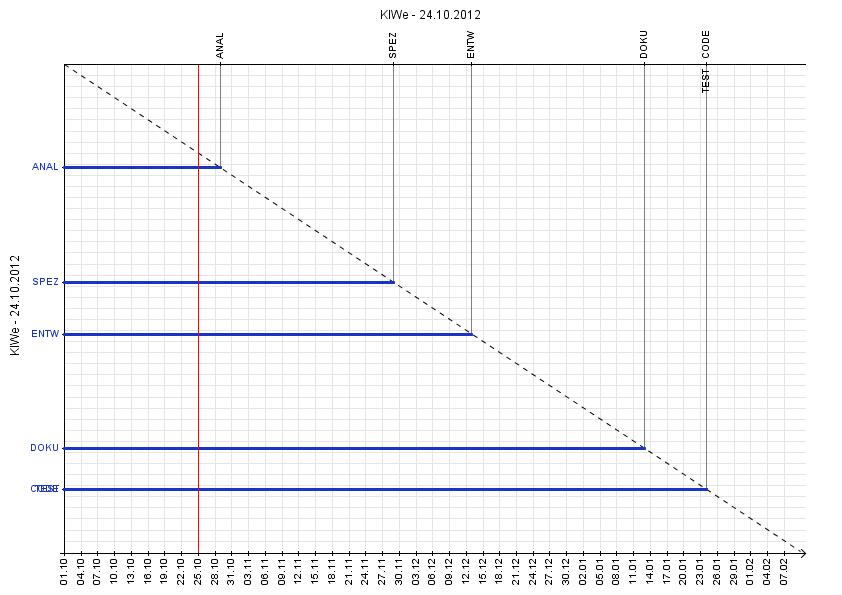 KIWe - 24.10.2012
ANAL
SPEZ
ENTW
DOKU
TEST - CODE
KIWe - 24.10.2012
ANAL
SPEZ
ENTW
DOKU
01.10 04.10 07.10 10.10 13.10 16.10 19.10 22.10 25.10 28.10 31.10 03.11 06.11 09.11 12.11 15.11 18.11 21.11 24.11 27.11 30.11 03.12 06.12 09.12 12.12 15.12 18.12 21.12 24.12 27.12 30.12 02.01 05.01 08.01 11.01 14.01 17.01 20.01 23.01 26.01 29.01 01.02 04.02 07.02